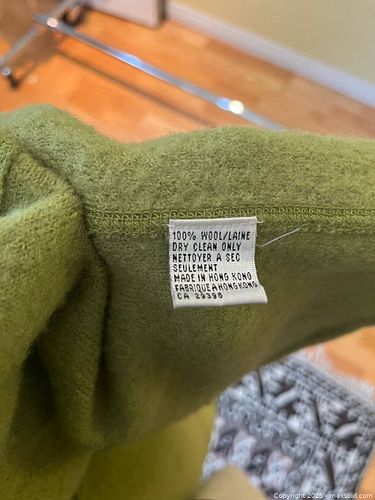 100% WOOL/LAINE
DRY CLEAN ONLY
NETTOYER A SEC
SEULEMENT
MADE IN HONG KONG
FABRIQUE A HONG KONG
CA 29398
Copyright 2025 - maxsold.com